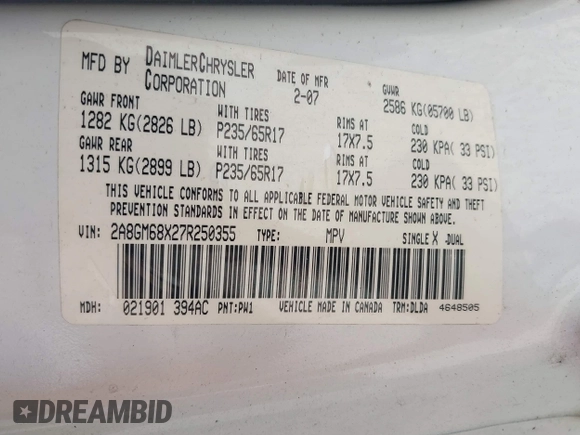 MFD BY DAIMLERCHRYSLER CORPORATION DATE OF MFR 2-07 GVWR 2586 KG(05700 LB)
GAWR FRONT WITH TIRES RIMS AT COLD
1282 KG(2826 LB) P235/65R17 17X7.5 230 KPA( 33 PSI)
GAWR REAR WITH TIRES RIMS AT COLD
1315 KG(2899 LB) P235/65R17 17X7.5 230 KPA( 33 PSI)
THIS VEHICLE CONFORMS TO ALL APPLICABLE FEDERAL MOTOR VEHICLE SAFETY AND THEFT
PREVENTION STANDARDS IN EFFECT ON THE DATE OF MANUFACTURE SHOWN ABOVE.
VIN: 2A8GM68X27R250355 TYPE: MPV SINGLE X DUAL
MDH: 021901 394AC PNT:PW1 VEHICLE MADE IN CANADA TRM:DLDA 4648505
DREAMBID